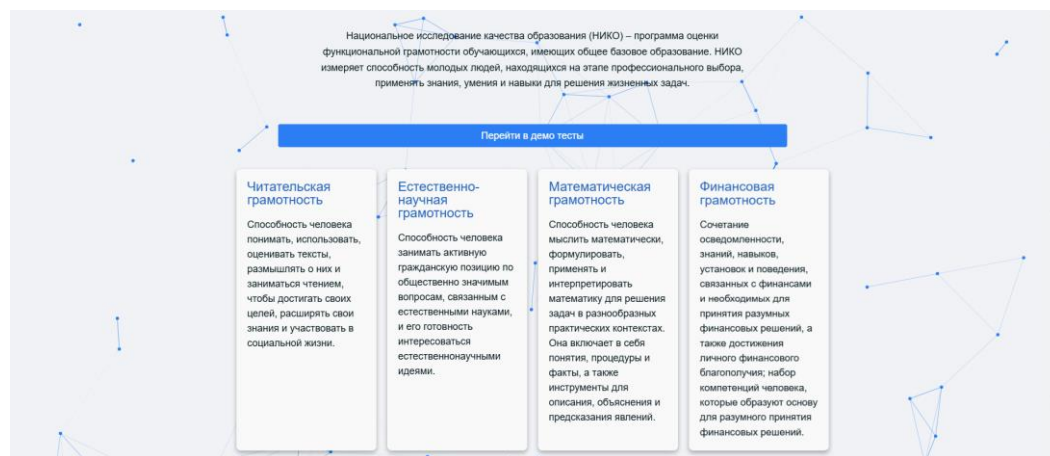 Национальное исследование качества образования (НИКО) – программа оценки
функциональной грамотности обучающихся, имеющих общее базовое образование. НИКО
измеряет способность молодых людей, находящихся на этапе профессионального выбора,
применять знания, умения и навыки для решения жизненных задач.
Перейти в демо тесты
Читательская
грамотность
Способность человека
понимать, использовать,
оценивать тексты,
размышлять о них и
заниматься чтением,
чтобы достигать своих
целей, расширять свои
знания и участвовать в
социальной жизни.
Естественно-
научная
грамотность
Способность человека
занимать активную
гражданскую позицию по
общественно значимым
вопросам, связанным с
естественными науками,
и его готовность
интересоваться
естественнонаучными
идеями.
Математическая
грамотность
Способность человека
мыслить математически,
формулировать,
применять и
интерпретировать
математику для решения
задач в разнообразных
практических контекстах.
Она включает в себя
понятия, процедуры и
факты, а также
инструменты для
описания, объяснения и
предсказания явлений.
Финансовая
грамотность
Сочетание
осведомленности,
знаний, навыков,
установок и поведения,
связанных с финансами
и необходимых для
принятия разумных
финансовых решений, а
также достижения
личного финансового
благополучия; набор
компетенций человека,
которые образуют основу
для разумного принятия
финансовых решений.